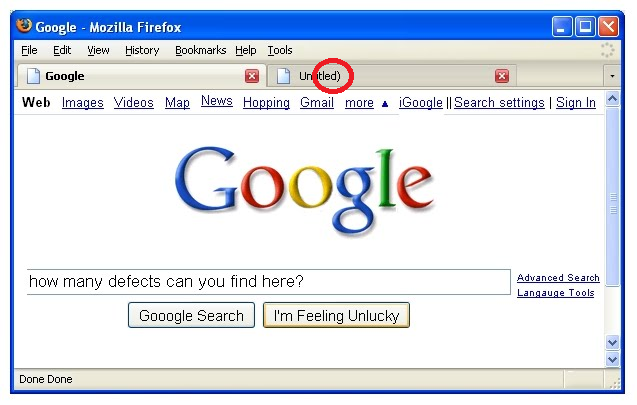 Google - Mozilla Firefox
File Edit View History Bookmarks Help Tools
Google Untitled)
Web Images Videos Map News Hopping Gmail more ▲ iGoogle || Search settings | Sign In
Google
how many defects can you find here?
Advanced Search
Langauge Tools
Gooogle Search I'm Feeling Unlucky
Done Done